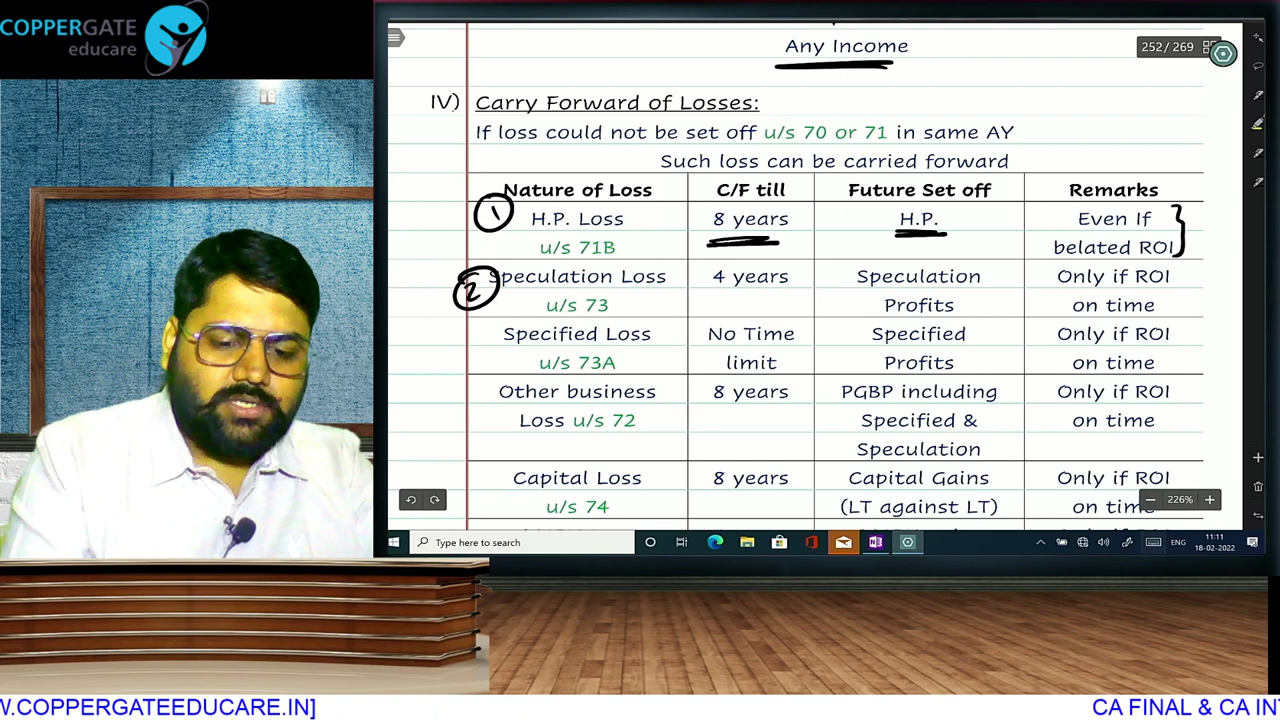 COPPERGATE
educare
Any Income
252 / 269
IV) Carry Forward of Losses:
If loss could not be set off u/s 70 or 71 in same AY
Such loss can be carried forward
Nature of Loss C/F till Future Set off Remarks
1 H.P. Loss 8 years H.P. Even If
u/s 71B belated ROI
2 Speculation Loss 4 years Speculation Only if ROI
u/s 73 Profits on time
Specified Loss No Time Specified Only if ROI
u/s 73A limit Profits on time
Other business 8 years PGBP including Only if ROI
Loss u/s 72 Specified & on time
Speculation
Capital Loss 8 years Capital Gains Only if ROI
u/s 74 (LT against LT) on time
226%
Type here to search
ENG
11:11
18-02-2022
W.COPPERGATEEDUCARE.IN]
CA FINAL & CA IN